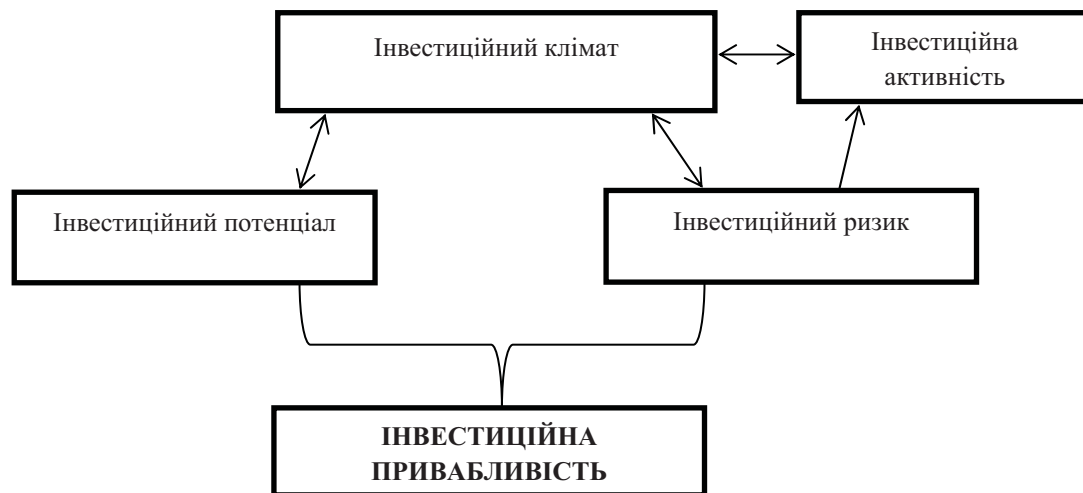 Інвестиційний клімат
Інвестиційна
активність
Інвестиційний потенціал
Інвестиційний ризик
ІНВЕСТИЦІЙНА
ПРИВАБЛИВІСТЬ